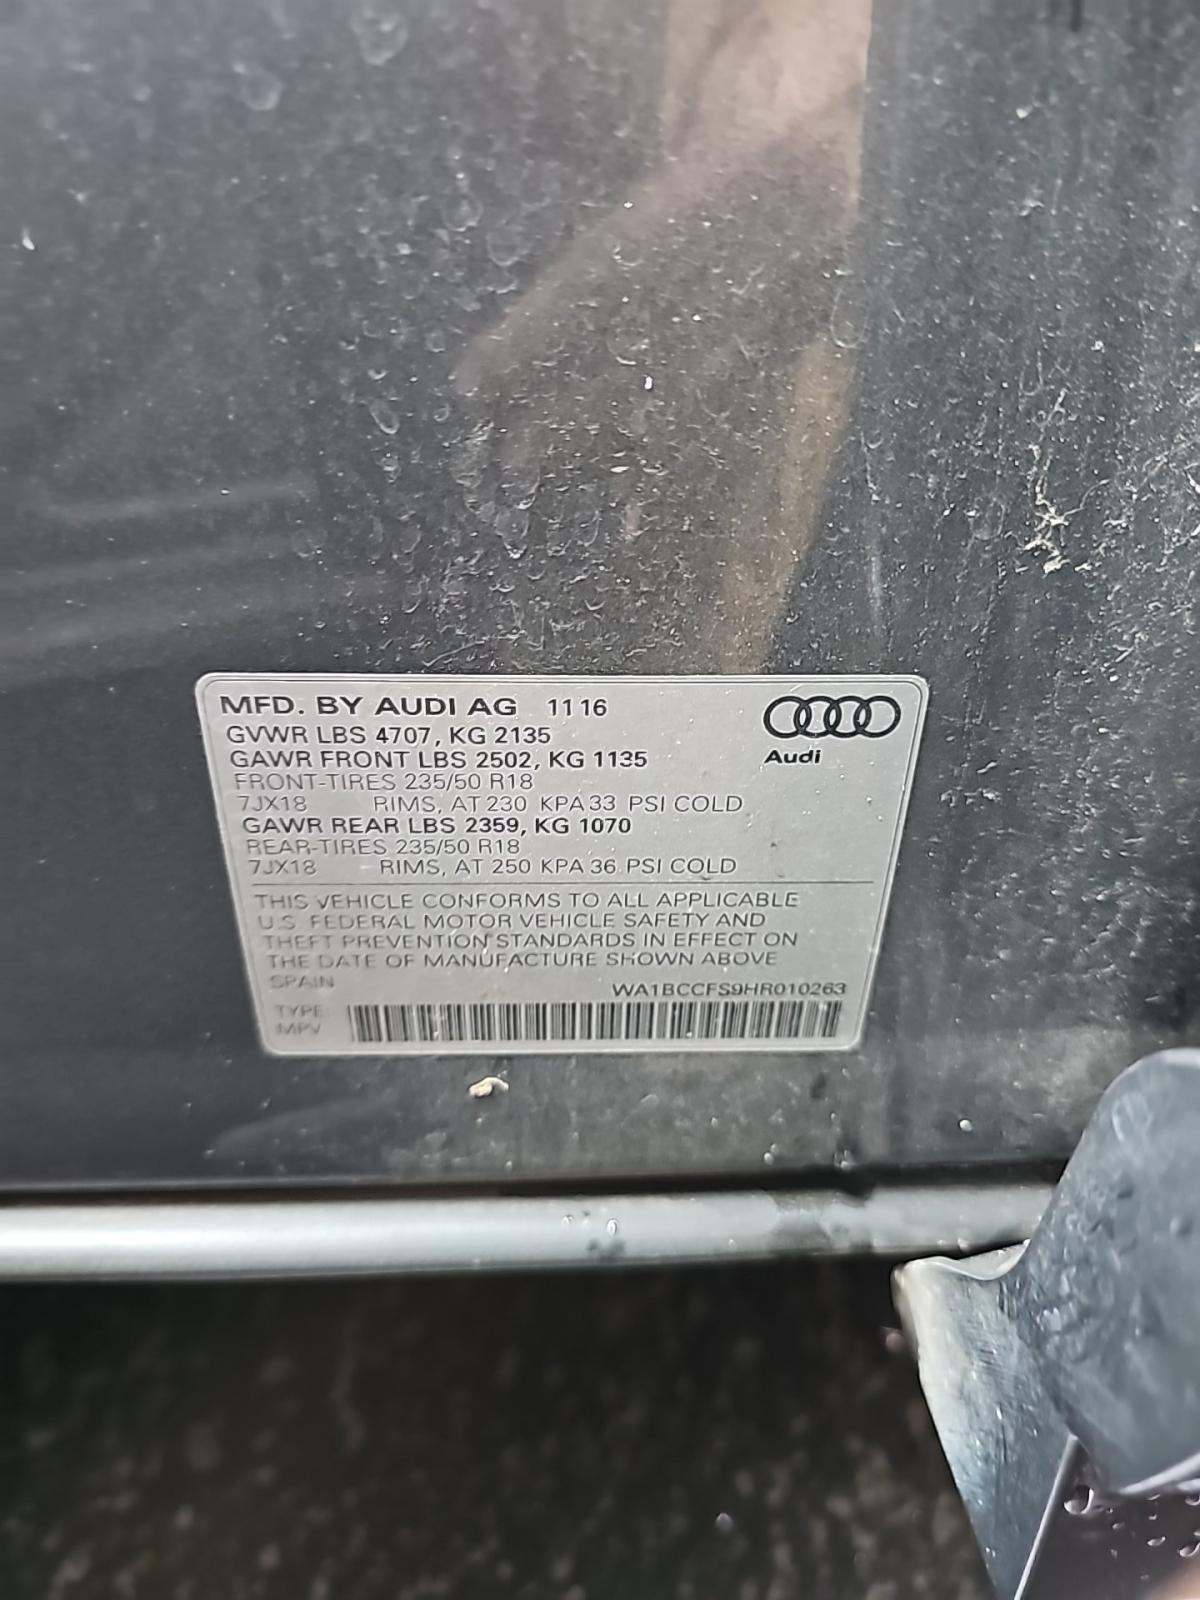 MFD. BY AUDI AG 11 16
Audi
GVWR LBS 4707, KG 2135
GAWR FRONT LBS 2502, KG 1135
FRONT-TIRES 235/50 R18
7JX18 RIMS, AT 230 KPA 33 PSI COLD
GAWR REAR LBS 2359, KG 1070
REAR-TIRES 235/50 R18
7JX18 RIMS, AT 250 KPA 36 PSI COLD
THIS VEHICLE CONFORMS TO ALL APPLICABLE
U.S. FEDERAL MOTOR VEHICLE SAFETY AND
THEFT PREVENTION STANDARDS IN EFFECT ON
THE DATE OF MANUFACTURE SHOWN ABOVE
SPAIN
WA1BCCFS9HR010263
TYPE:
MPV